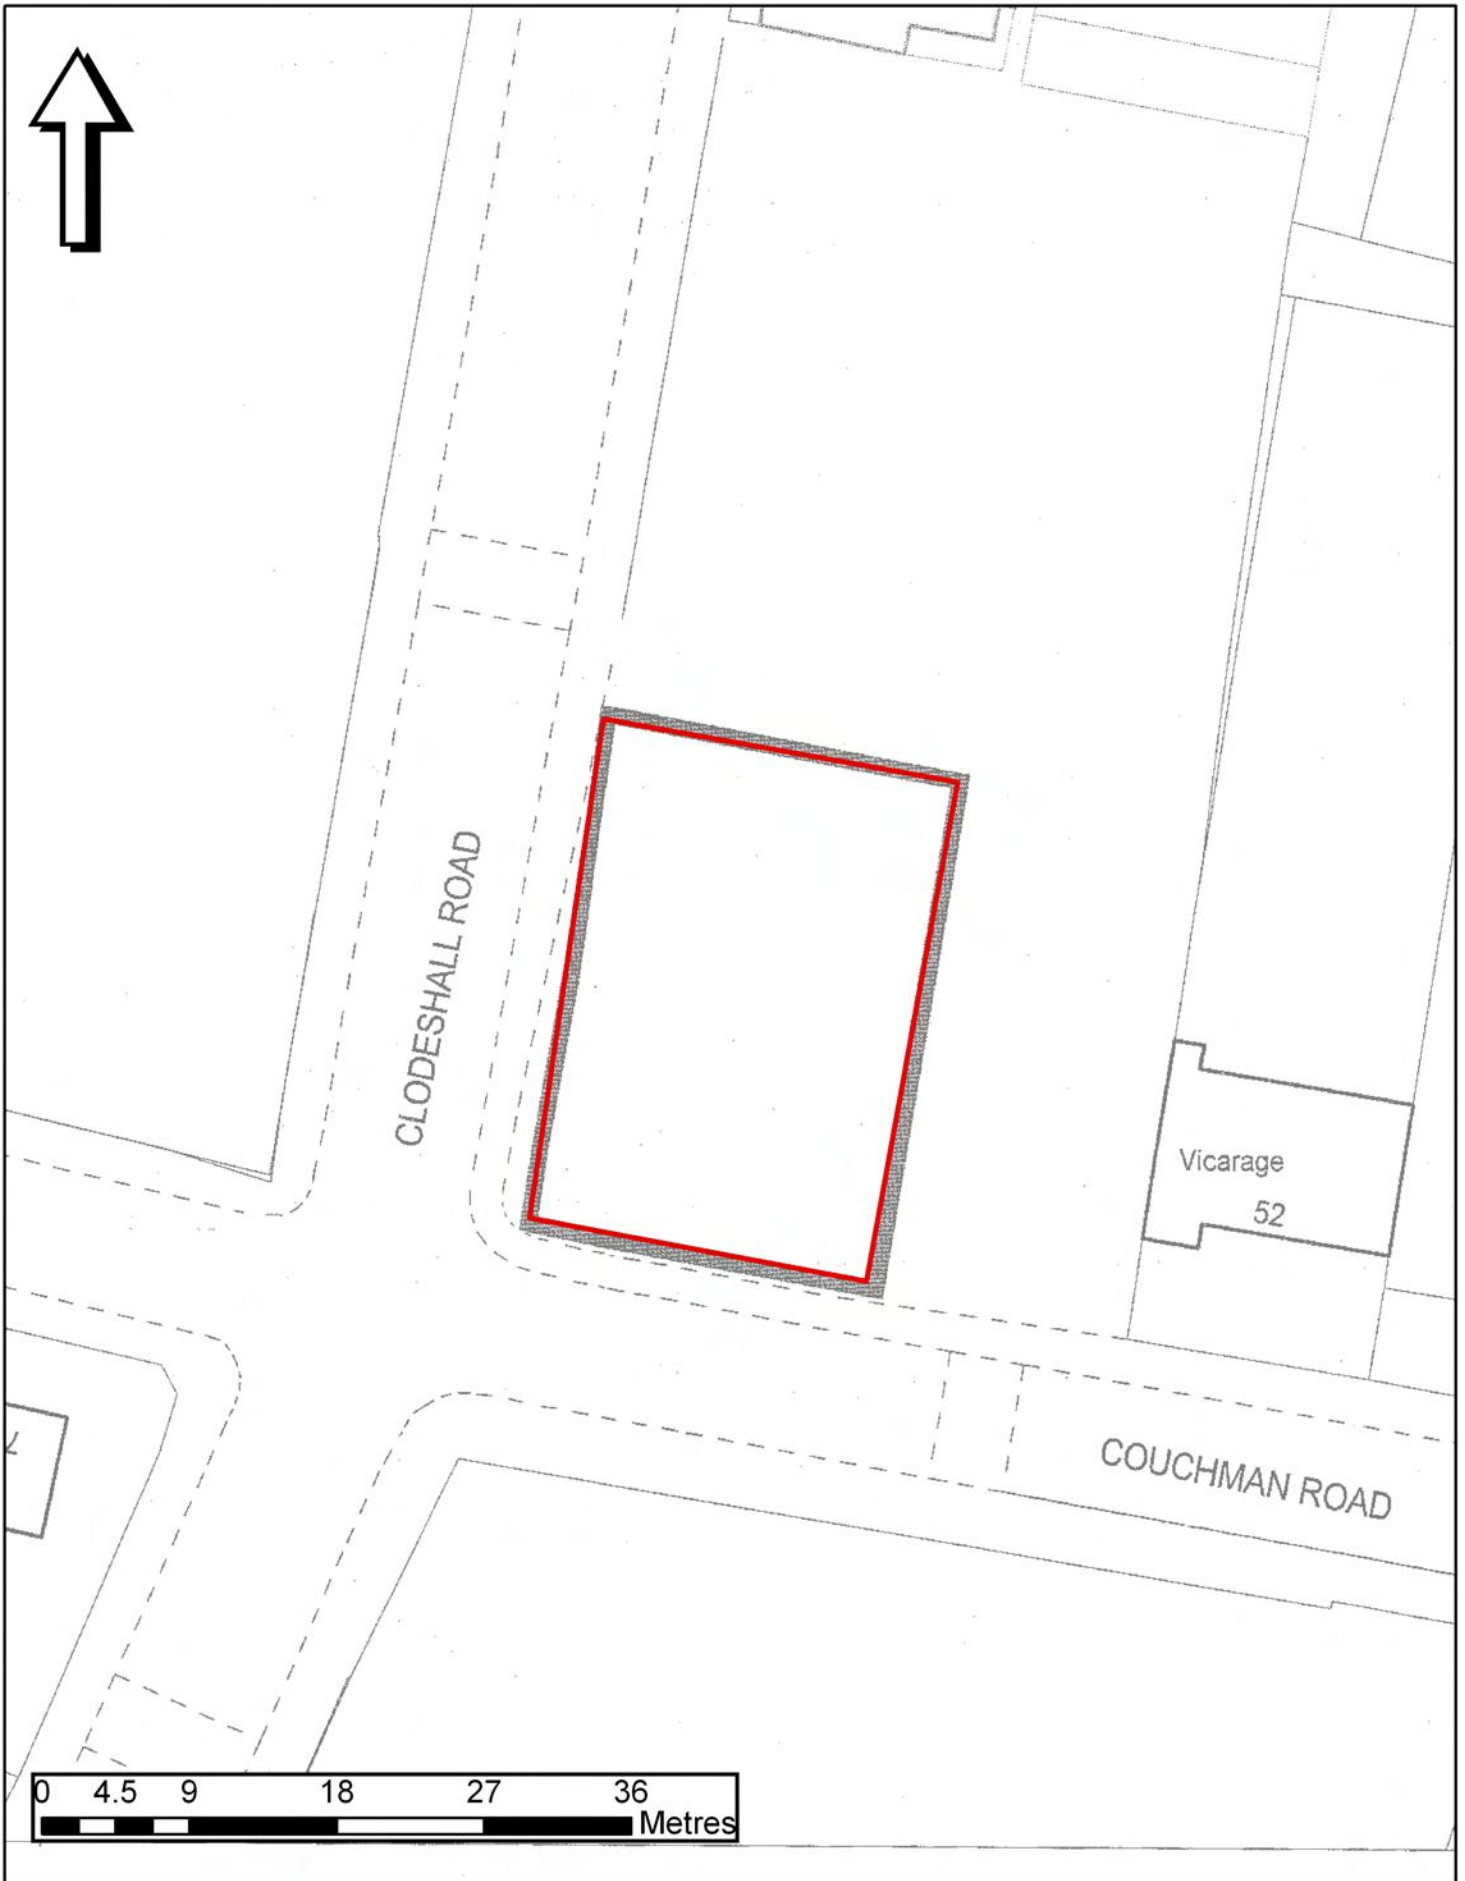 CLODESHALL ROAD
Vicarage
52
COUCHMAN ROAD
0 4.5 9 18 27 36
Metres